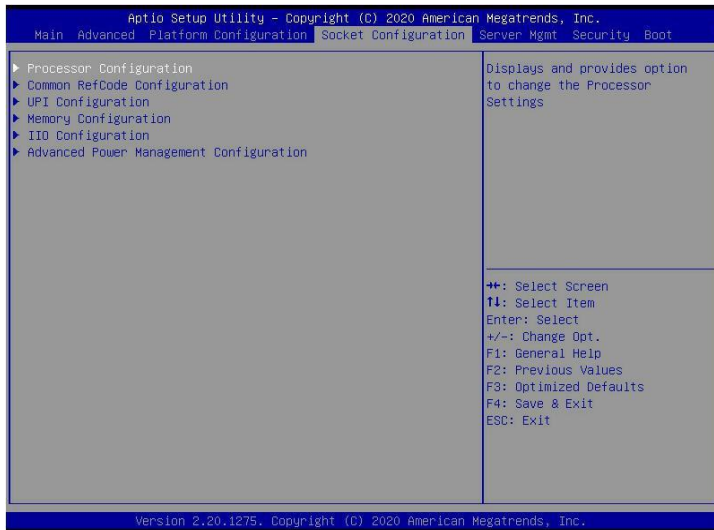 Aptio Setup Utility – Copyright (C) 2020 American Megatrends, Inc.
Main Advanced Platform Configuration Socket Configuration Server Mgmt Security Boot
▶ Processor Configuration
▶ Common RefCode Configuration
▶ UPI Configuration
▶ Memory Configuration
▶ IIO Configuration
▶ Advanced Power Management Configuration
Displays and provides option
to change the Processor
Settings
→←: Select Screen
↑↓: Select Item
Enter: Select
+/-: Change Opt.
F1: General Help
F2: Previous Values
F3: Optimized Defaults
F4: Save & Exit
ESC: Exit
Version 2.20.1275. Copyright (C) 2020 American Megatrends, Inc.